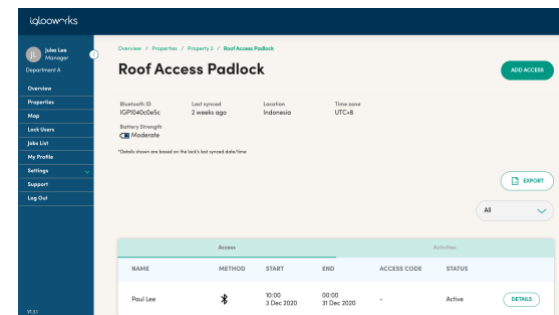 iglooworks
JL
Jules Lee
Manager
Department A
Overview
Properties
Map
Lock Users
Jobs List
My Profile
Settings
Support
Log Out
V1.3.1
Overview / Properties / Property 2 / Roof Access Padlock
Roof Access Padlock
ADD ACCESS
Bluetooth ID Last synced Location Time zone
IGP1040c0e5c 2 weeks ago Indonesia UTC+8
Battery Strength
Moderate
*Details shown are based on the lock's last synced date/time
EXPORT
All
Access Activities
NAME METHOD START END ACCESS CODE STATUS
Paul Lee 10:00 00:00 - Active DETAILS
3 Dec 2020 31 Dec 2020